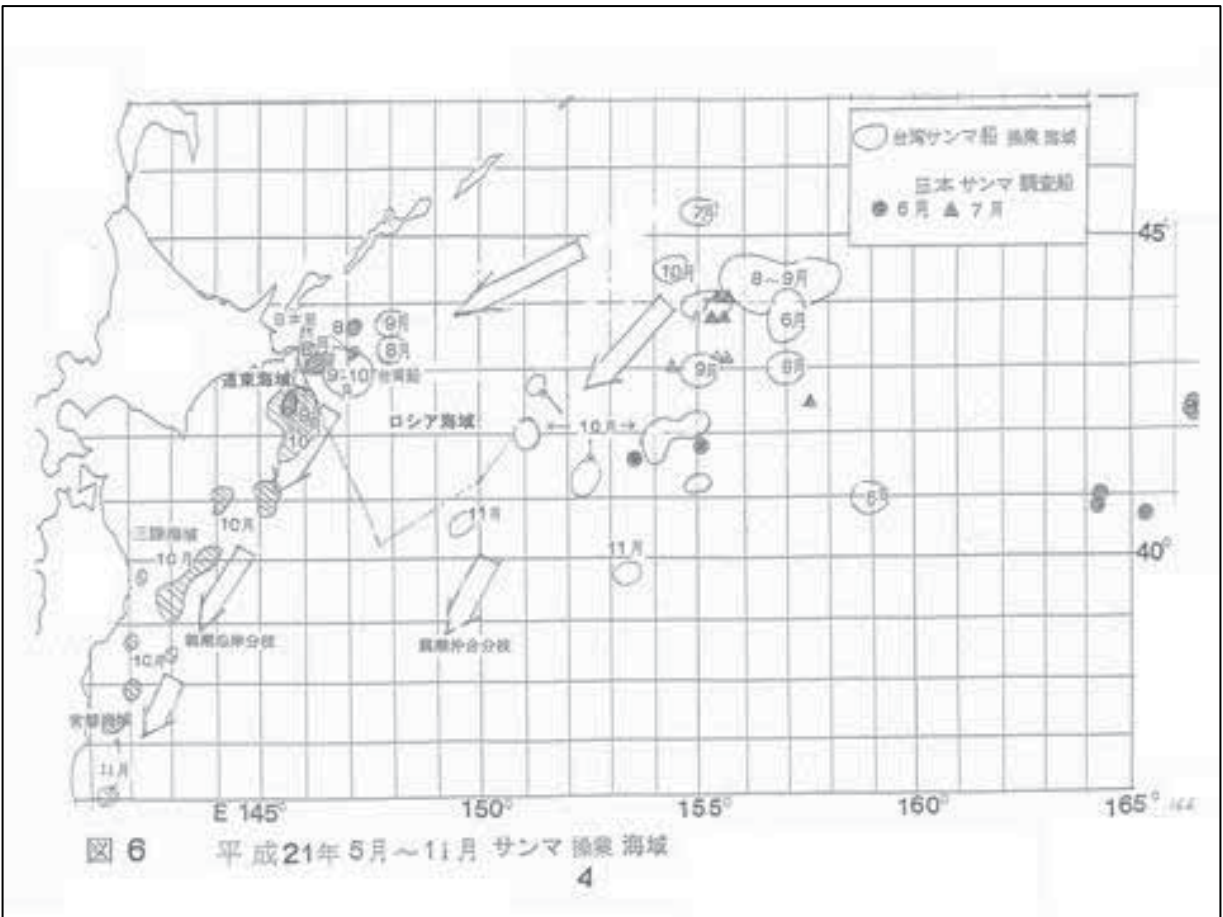 台湾サンマ船 操業 海域
日本 サンマ 調査船
6月 7月
7月
45°
10月
8～9月
6月
9月
8月
9月
8月
9-10
台湾船
道東海域
ロシア海域
10月
10
10月
三陸海域
10月
11月
6月
11月
40°
親潮沿岸分枝
親潮沖合分枝
10月
常磐海域
11月
E 145° 150° 155° 160° 165° 166
図 6 平成21年 5月～11月 サンマ 操業 海域
4